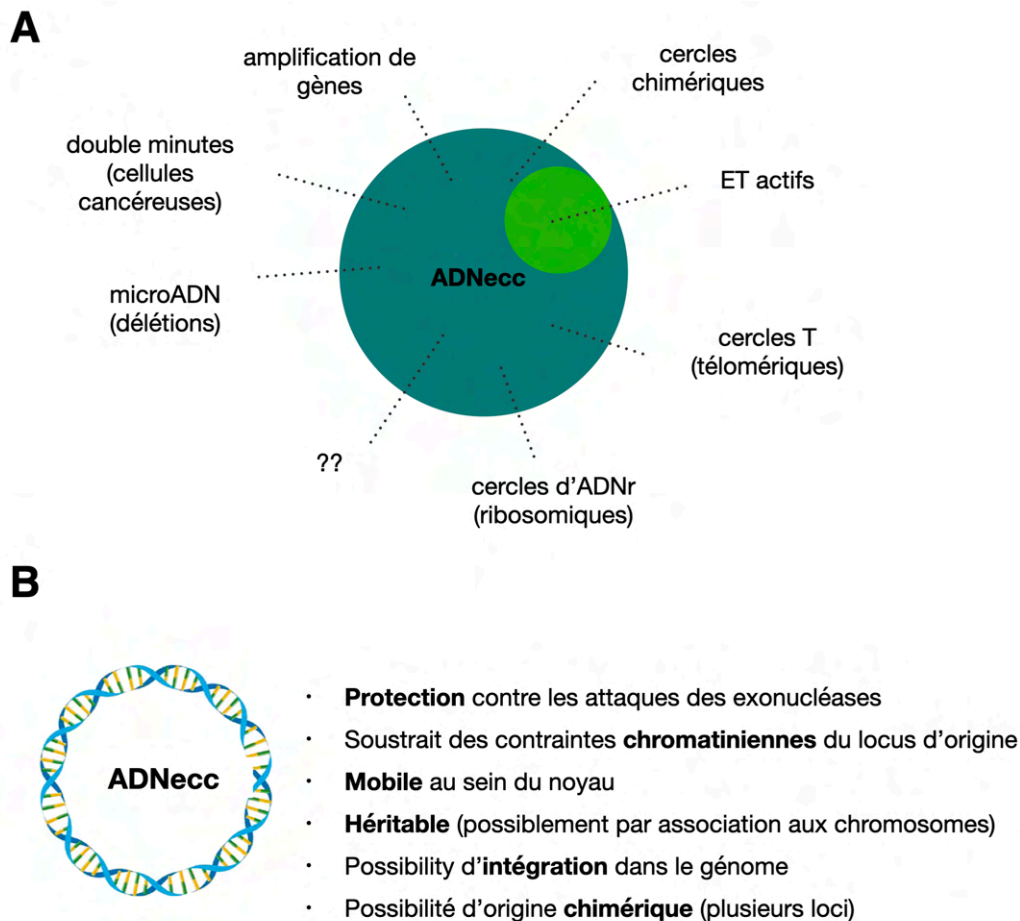 A
amplification de
gènes
cercles
chimériques
double minutes
(cellules
cancéreuses)
ET actifs
ADNecc
microADN
(délétions)
cercles T
(télomériques)
??
cercles d'ADNr
(ribosomiques)
B
ADNecc
· Protection contre les attaques des exonucléases
· Soustrait des contraintes chromatiniennes du locus d'origine
· Mobile au sein du noyau
· Héritable (possiblement par association aux chromosomes)
· Possibility d'intégration dans le génome
· Possibilité d'origine chimérique (plusieurs loci)